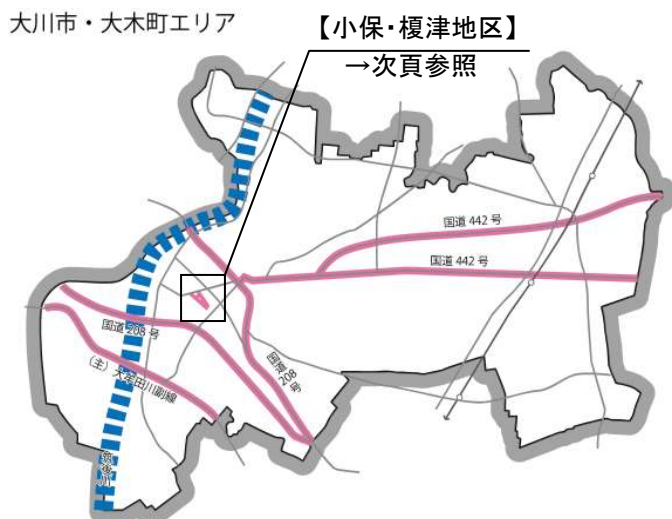 大川市・大木町エリア
【小保・榎津地区】
→次頁参照
国道 442 号
国道 442 号
国道 208 号
国道 208 号
(主) 大牟田川副線
筑後川